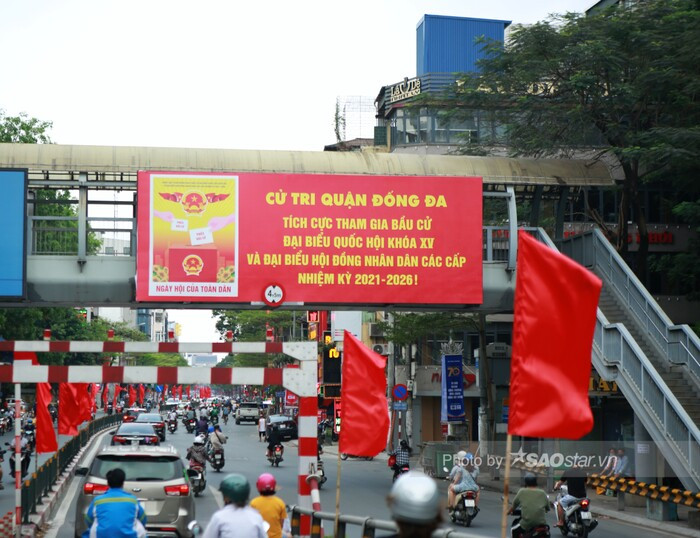 LACÙE
CỬ TRI QUẬN ĐỐNG ĐA
TÍCH CỰC THAM GIA BẦU CỬ
ĐẠI BIỂU QUỐC HỘI KHÓA XV
VÀ ĐẠI BIỂU HỘI ĐỒNG NHÂN DÂN CÁC CẤP
NHIỆM KỲ 2021-2026!
NGÀY HỘI CỦA TOÀN DÂN
70
Photo by SAOstar.vn